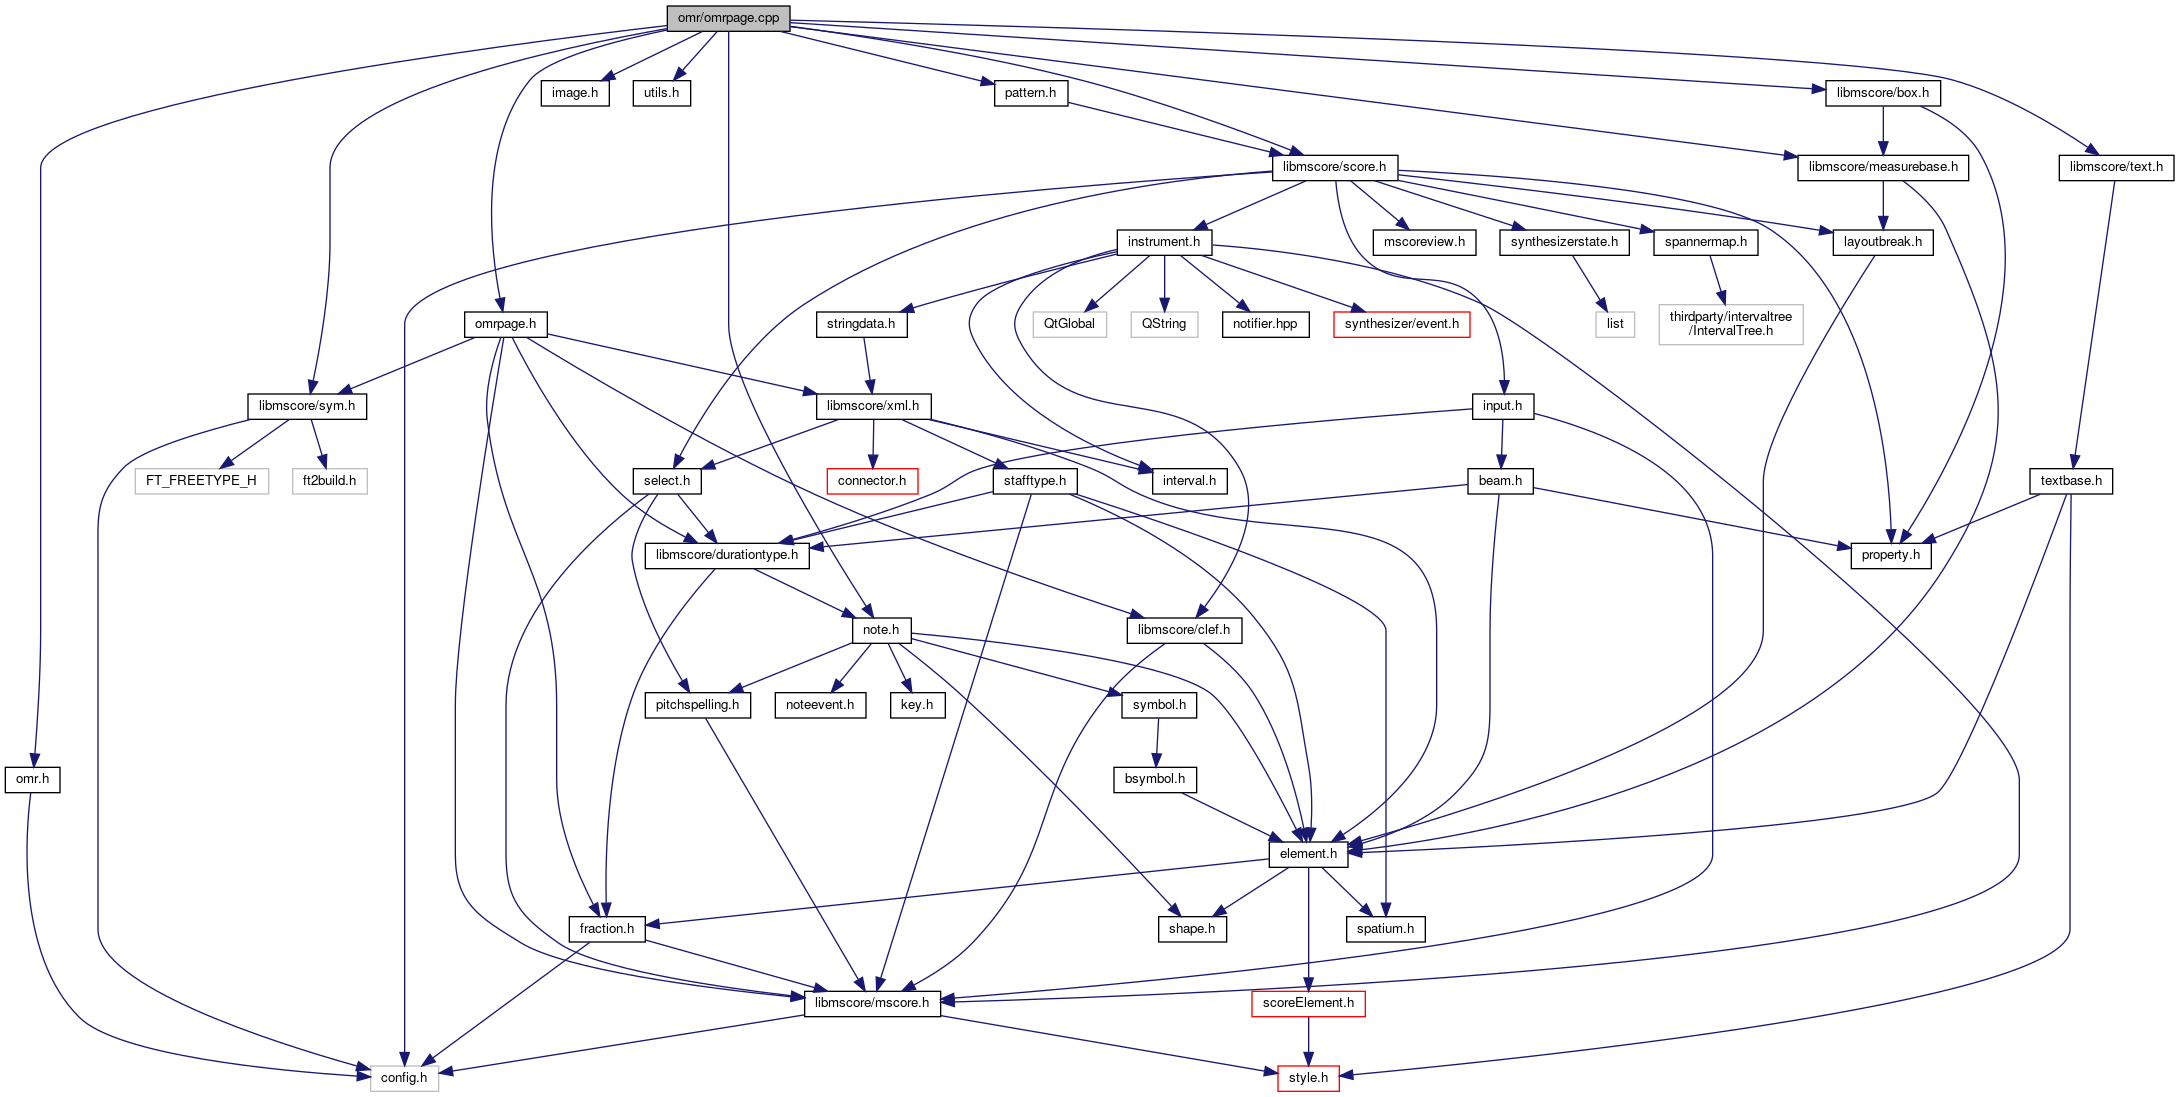 omr/omrpage.cpp
image.h
utils.h
pattern.h
libmscore/box.h
libmscore/score.h
libmscore/measurebase.h
libmscore/text.h
instrument.h
mscoreview.h
synthesizerstate.h
spannermap.h
layoutbreak.h
omrpage.h
stringdata.h
QtGlobal
QString
notifier.hpp
synthesizer/event.h
list
thirdparty/intervaltree
/IntervalTree.h
libmscore/sym.h
libmscore/xml.h
input.h
FT_FREETYPE_H
ft2build.h
select.h
connector.h
stafftype.h
interval.h
beam.h
textbase.h
libmscore/durationtype.h
property.h
note.h
libmscore/clef.h
pitchspelling.h
noteevent.h
key.h
symbol.h
omr.h
bsymbol.h
element.h
fraction.h
shape.h
spatium.h
libmscore/mscore.h
scoreElement.h
config.h
style.h